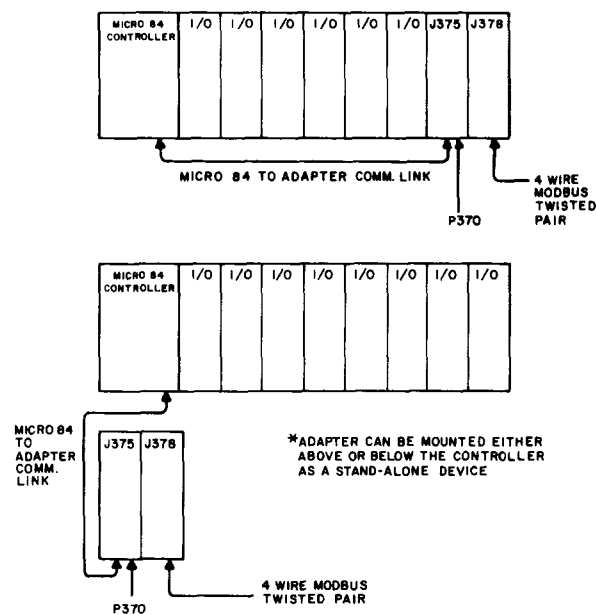 MICRO 84
CONTROLLER
I/O I/O I/O I/O I/O I/O J375 J378
MICRO 84 TO ADAPTER COMM. LINK
P370
4 WIRE
MODBUS
TWISTED
PAIR
MICRO 84
CONTROLLER
I/O I/O I/O I/O I/O I/O I/O I/O
MICRO 84
TO
ADAPTER
COMM.
LINK
J375 J378
*ADAPTER CAN BE MOUNTED EITHER
ABOVE OR BELOW THE CONTROLLER
AS A STAND-ALONE DEVICE
P370
4 WIRE MODBUS
TWISTED PAIR